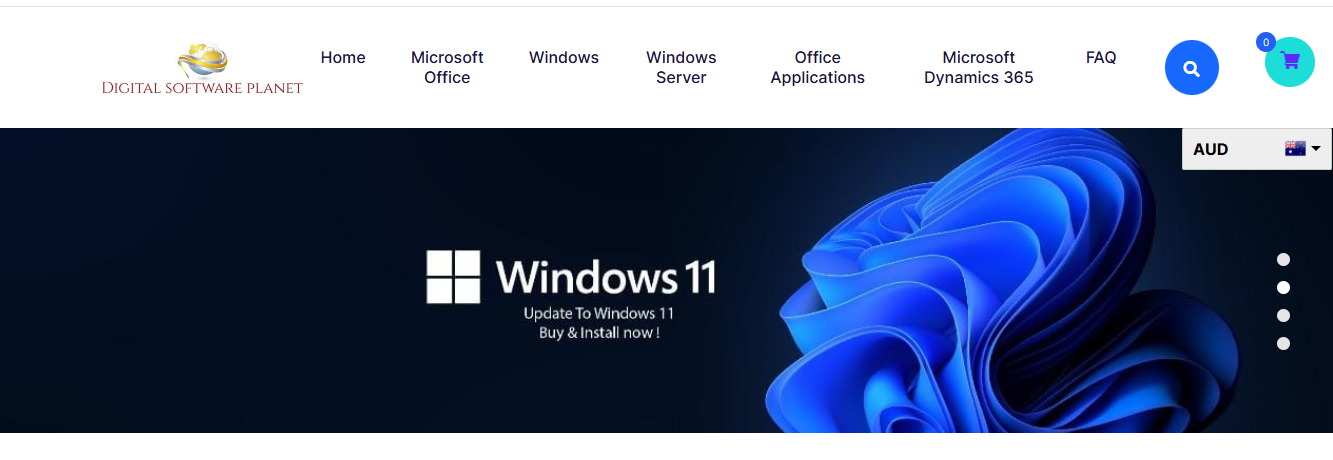 DIGITAL SOFTWARE PLANET
Home
Microsoft
Office
Windows
Windows
Server
Office
Applications
Microsoft
Dynamics 365
FAQ
0
AUD
Windows 11
Update To Windows 11
Buy & Install now !